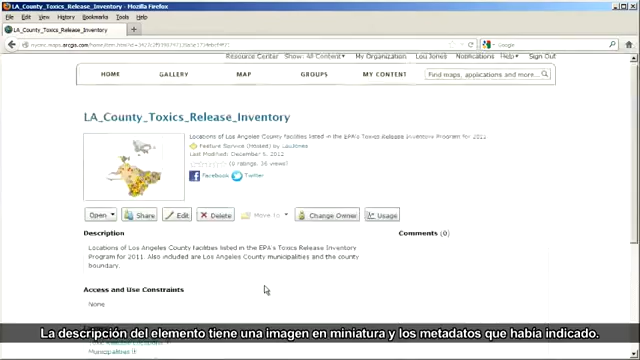 LA_County_Toxics_Release_Inventory - Mozilla Firefox
File Edit View History Bookmarks Tools Help
LA_County_Toxics_Release_Inventory
Google
Resource Center Show: All Content My Organization Lou Jones Notifications Help Sign Out
HOME GALLERY MAP GROUPS MY CONTENT Find maps, applications and more...
LA_County_Toxics_Release_Inventory
Locations of Los Angeles County facilities listed in the EPA's Toxics Release Inventory Program for 2011
Feature Service (Hosted) by LouJones
Last Modified: December 5, 2012
(0 ratings, 36 views)
Facebook Twitter
Open Share Edit Delete Move to Change Owner Usage
Description Comments (0)
Locations of Los Angeles County facilities listed in the EPA's Toxics Release Inventory
Program for 2011. Also included are Los Angeles County municipalities and the county
boundary.
Access and Use Constraints
None
La descripción del elemento tiene una imagen en miniatura y los metadatos que había indicado.